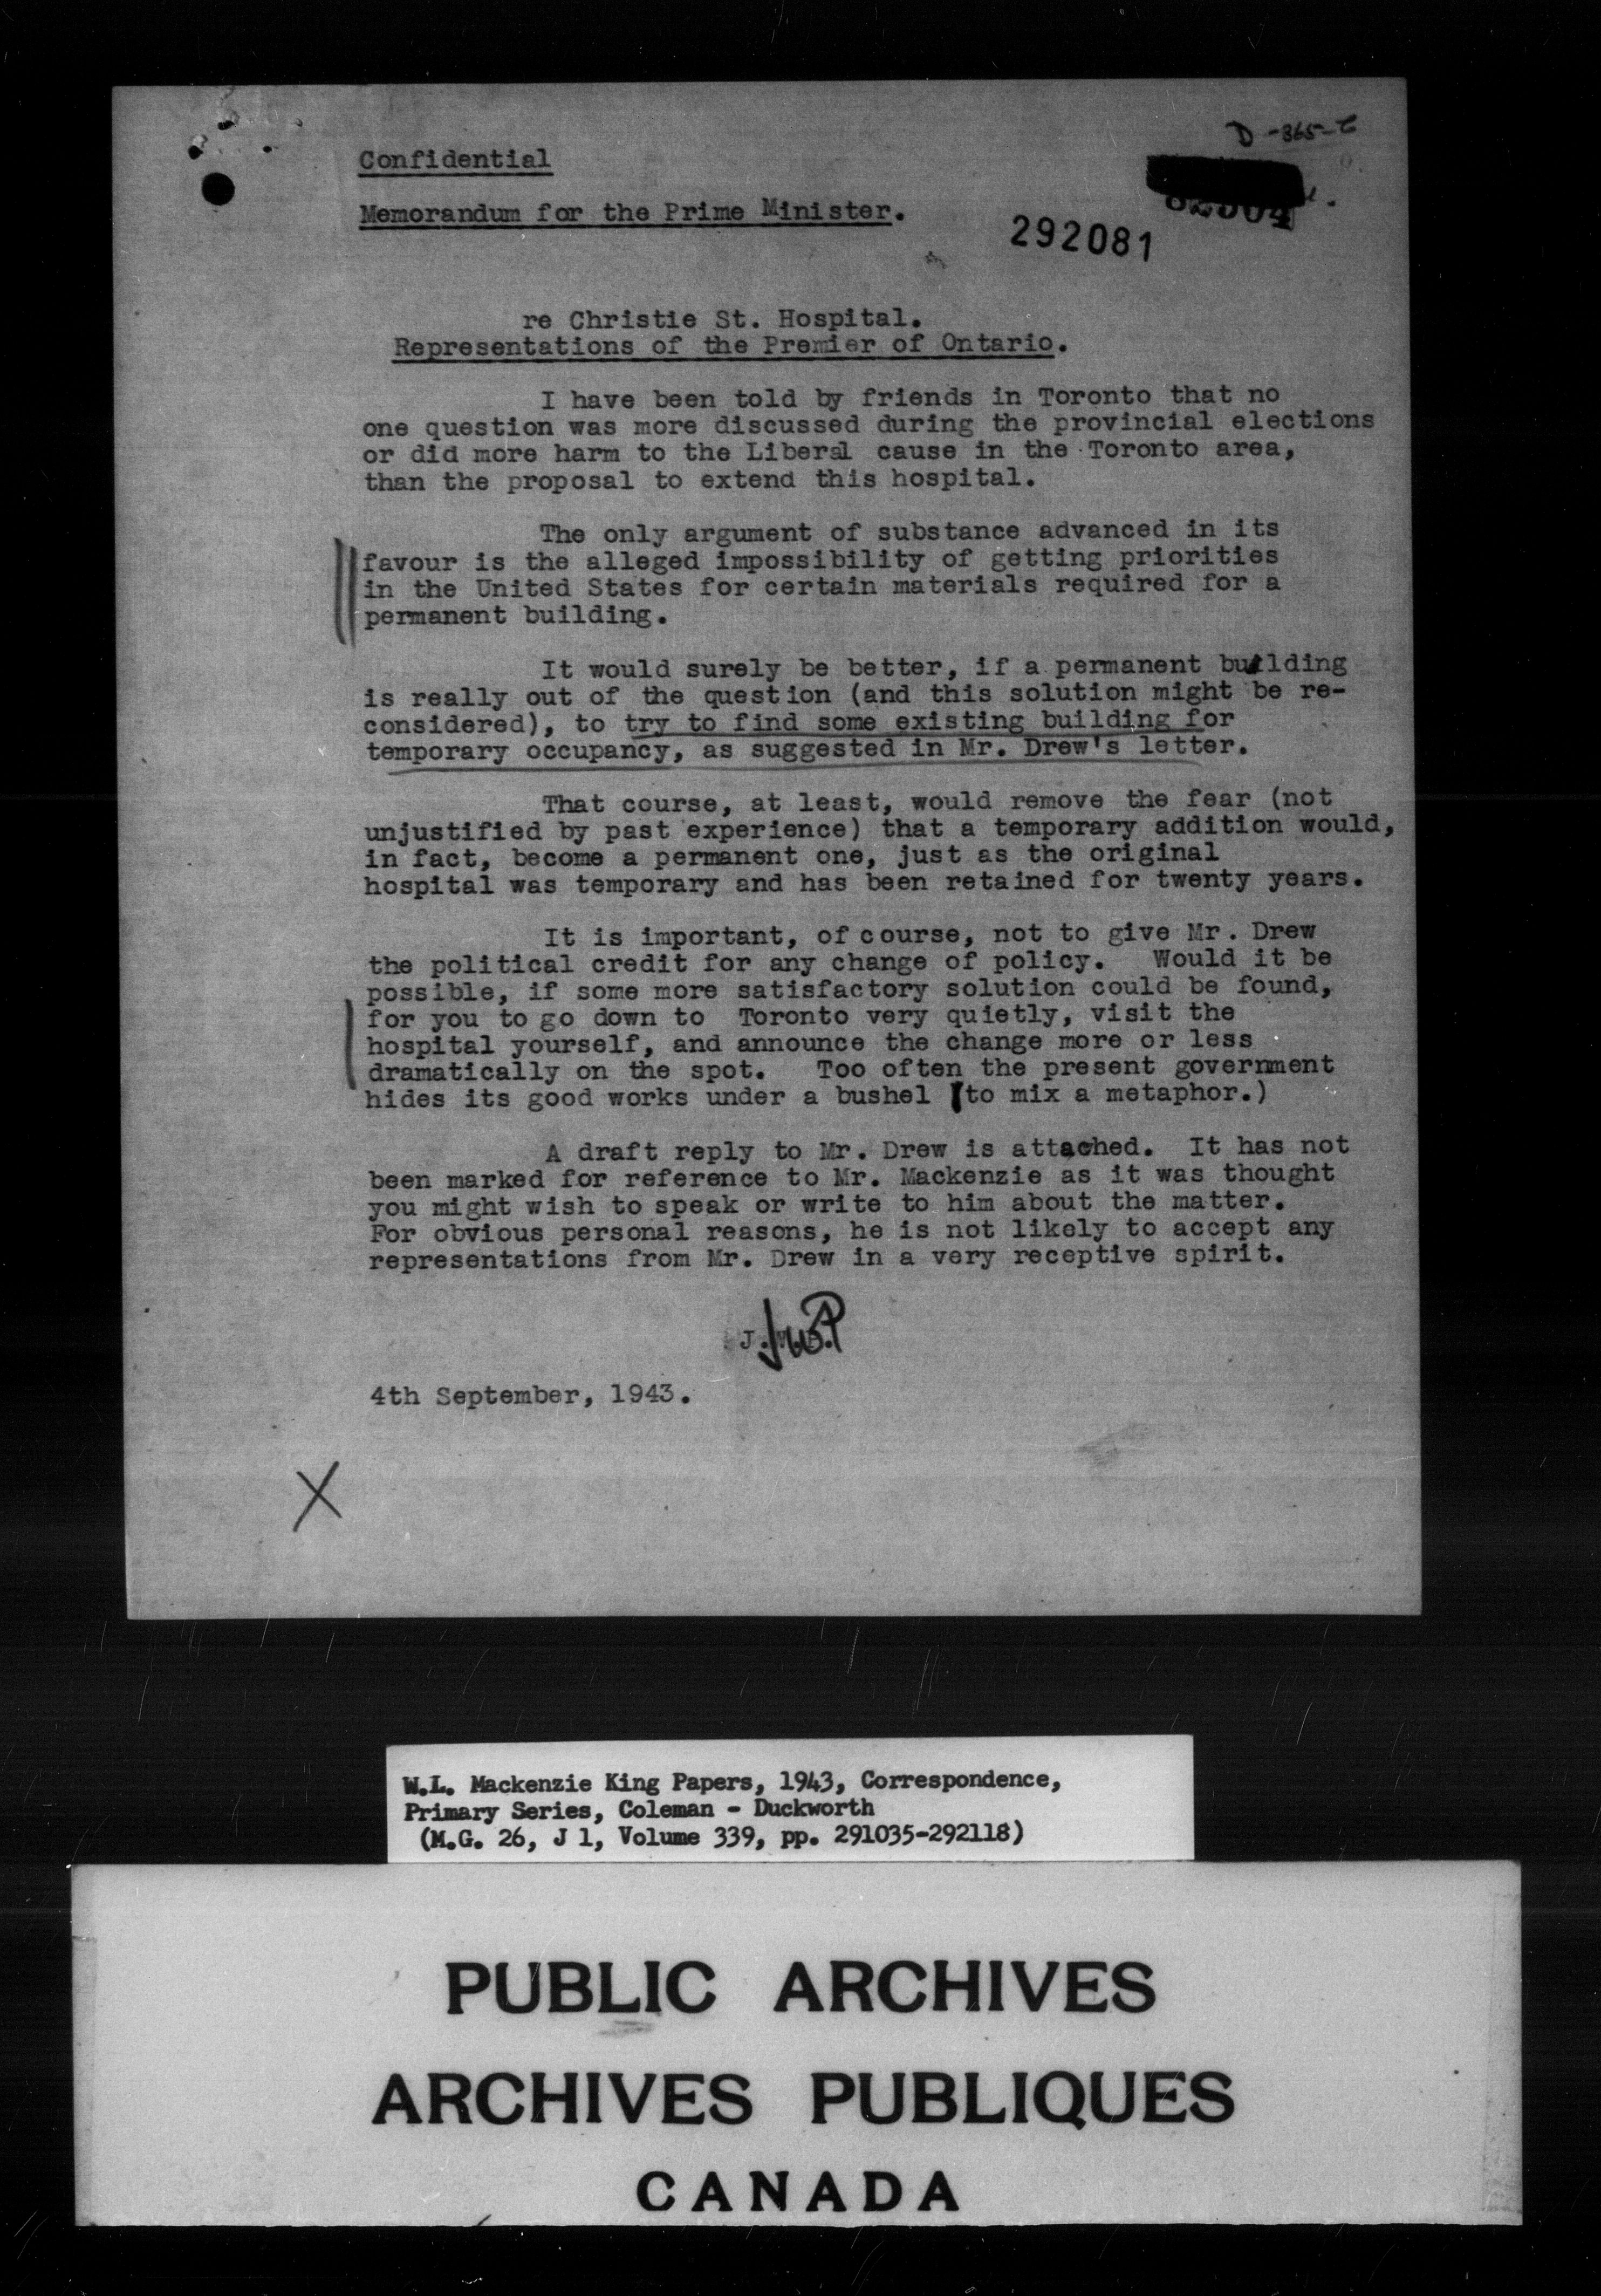 D-365-C
Confidential
Memorandum for the Prime Minister.
292081
re Christie St. Hospital.
Representations of the Premier of Ontario.
I have been told by friends in Toronto that no
one question was more discussed during the provincial elections
or did more harm to the Liberal cause in the Toronto area,
than the proposal to extend this hospital.
The only argument of substance advanced in its
favour is the alleged impossibility of getting priorities
in the United States for certain materials required for a
permanent building.
It would surely be better, if a permanent building
is really out of the question (and this solution might be re-
considered), to try to find some existing building for
temporary occupancy, as suggested in Mr. Drew's letter.
That course, at least, would remove the fear (not
unjustified by past experience) that a temporary addition would,
in fact, become a permanent one, just as the original
hospital was temporary and has been retained for twenty years.
It is important, of course, not to give Mr. Drew
the political credit for any change of policy. Would it be
possible, if some more satisfactory solution could be found,
for you to go down to Toronto very quietly, visit the
hospital yourself, and announce the change more or less
dramatically on the spot. Too often the present government
hides its good works under a bushel (to mix a metaphor.)
A draft reply to Mr. Drew is attached. It has not
been marked for reference to Mr. Mackenzie as it was thought
you might wish to speak or write to him about the matter.
For obvious personal reasons, he is not likely to accept any
representations from Mr. Drew in a very receptive spirit.
J.W.P
4th September, 1943.
X
W.L. Mackenzie King Papers, 1943, Correspondence,
Primary Series, Coleman - Duckworth
(M.G. 26, J 1, Volume 339, pp. 291035-292118)
PUBLIC ARCHIVES
ARCHIVES PUBLIQUES
CANADA